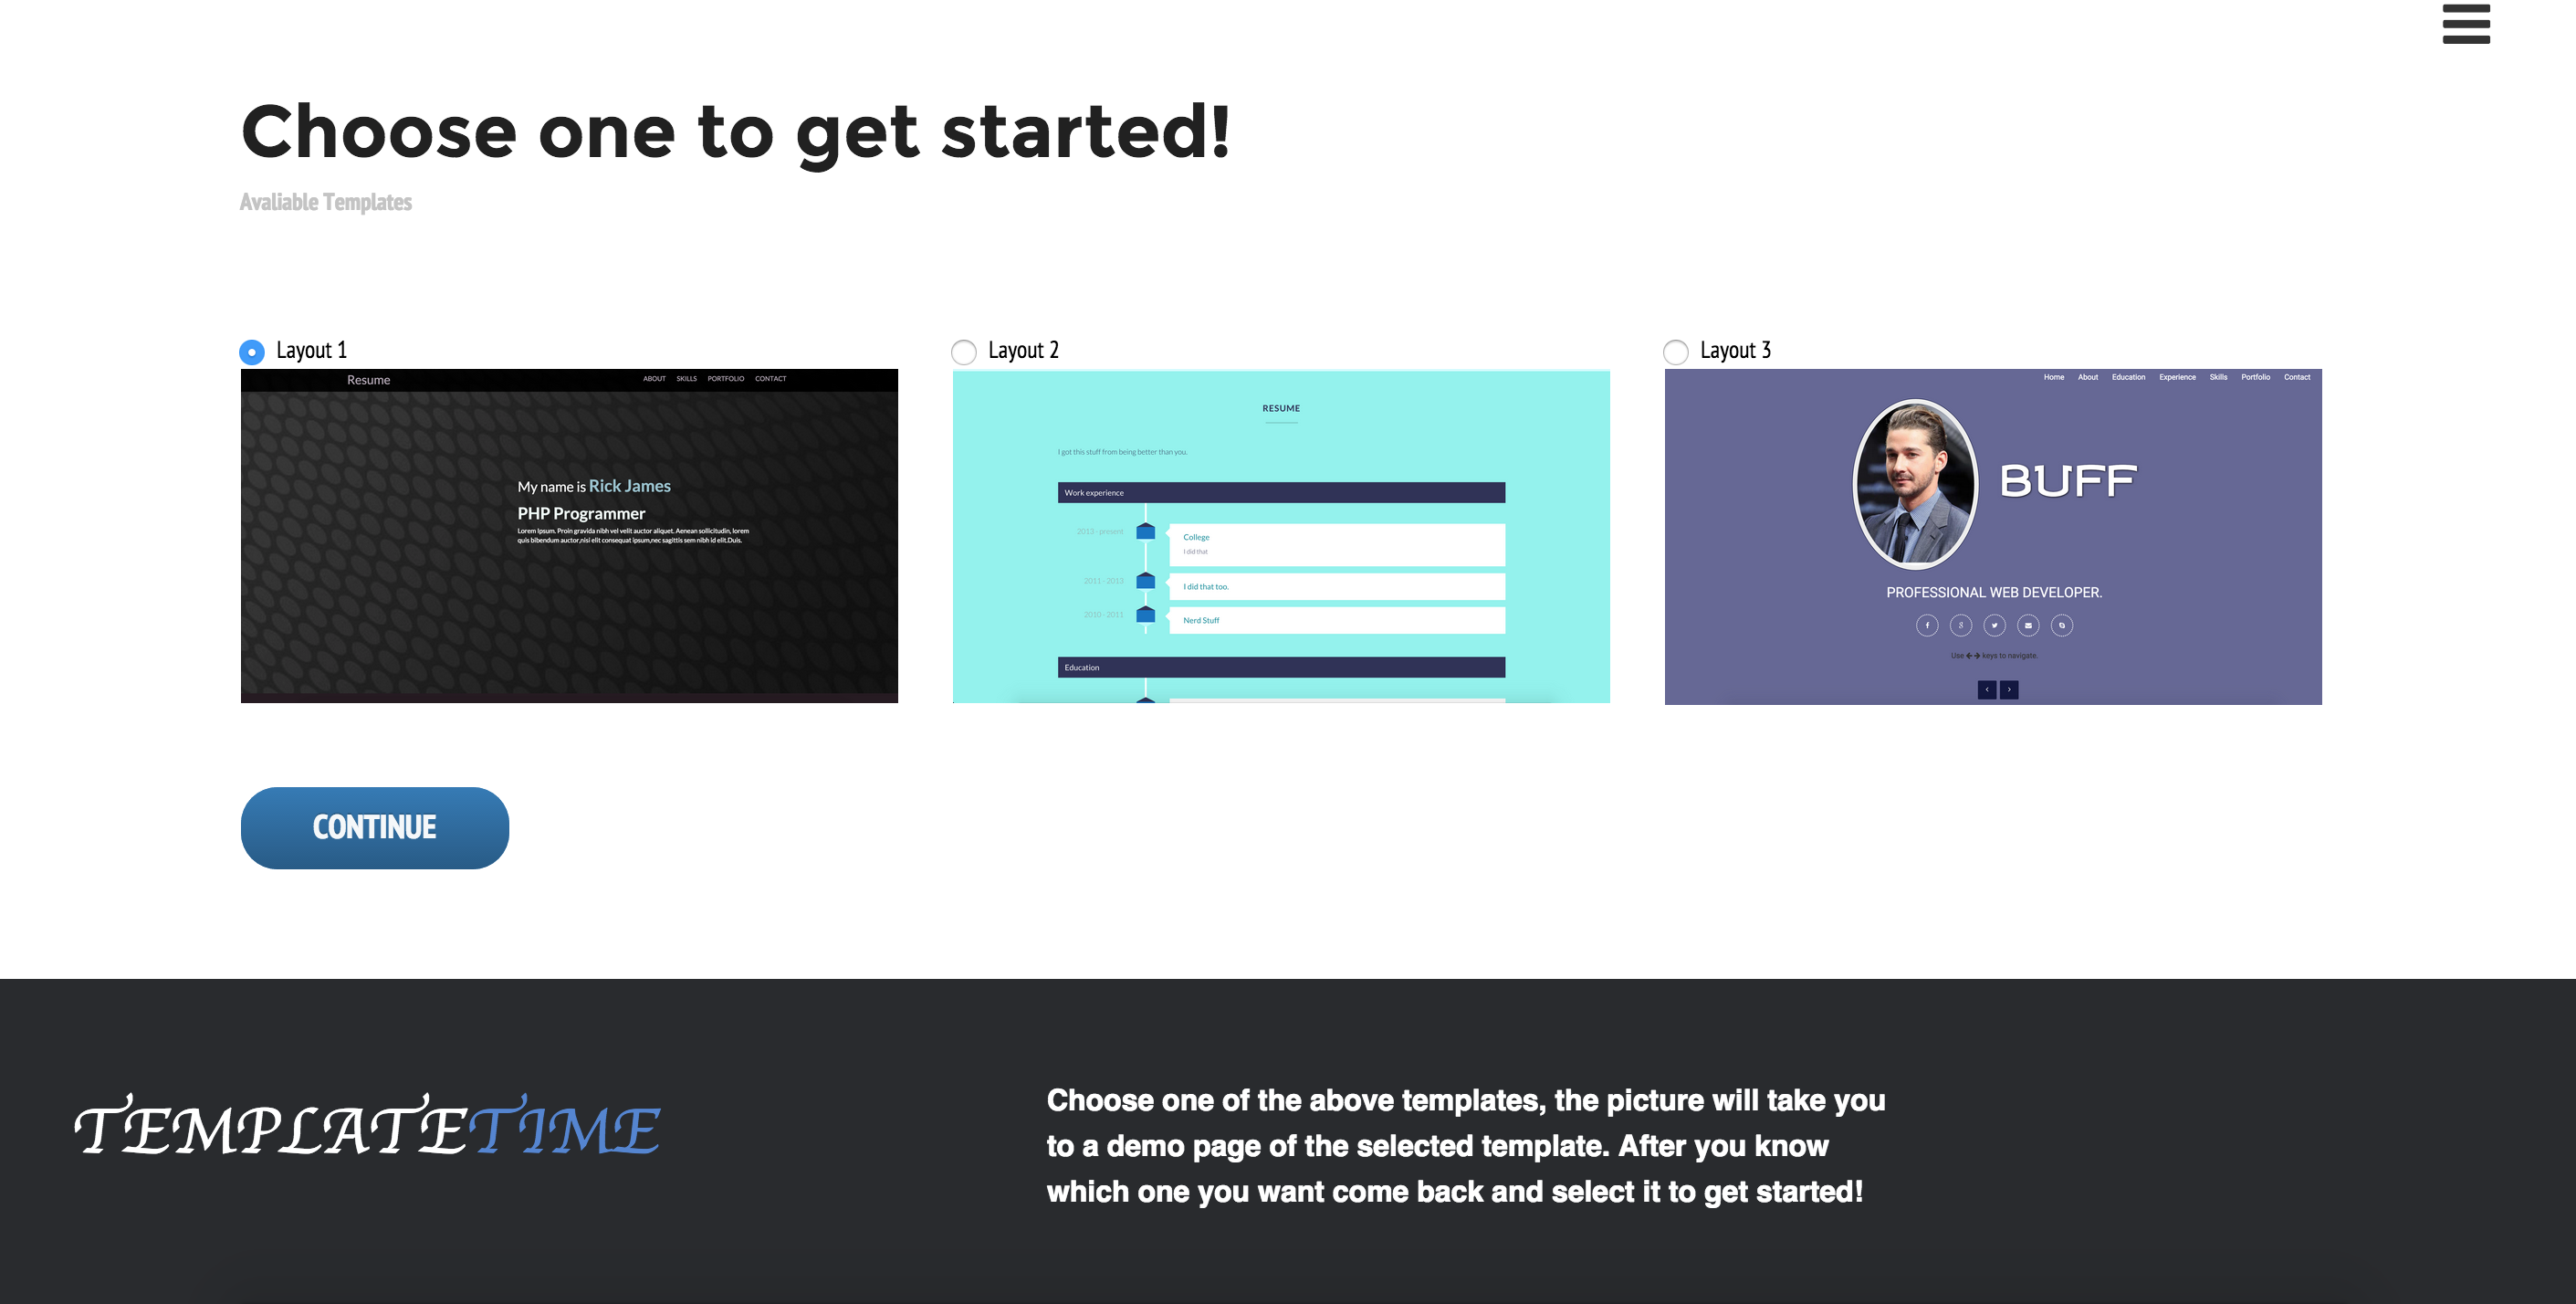 Choose one to get started!
Avaliable Templates
Layout 1
Resume
ABOUT SKILLS PORTFOLIO CONTACT
My name is Rick James
PHP Programmer
Lorem Ipsum. Proin gravida nibh vel velit auctor aliquet. Aenean sollicitudin, lorem
quis bibendum auctor,nisi elit consequat ipsum,nec sagittis sem nibh id elit.Duis.
Layout 2
RESUME
I got this stuff from being better than you.
Work experience
2013 - present
College
I did that
2011 - 2013
I did that too.
2010 - 2011
Nerd Stuff
Education
Layout 3
Home About Education Experience Skills Portfolio Contact
BUFF
PROFESSIONAL WEB DEVELOPER.
Use ← → keys to navigate.
CONTINUE
TEMPLATETIME
Choose one of the above templates, the picture will take you
to a demo page of the selected template. After you know
which one you want come back and select it to get started!